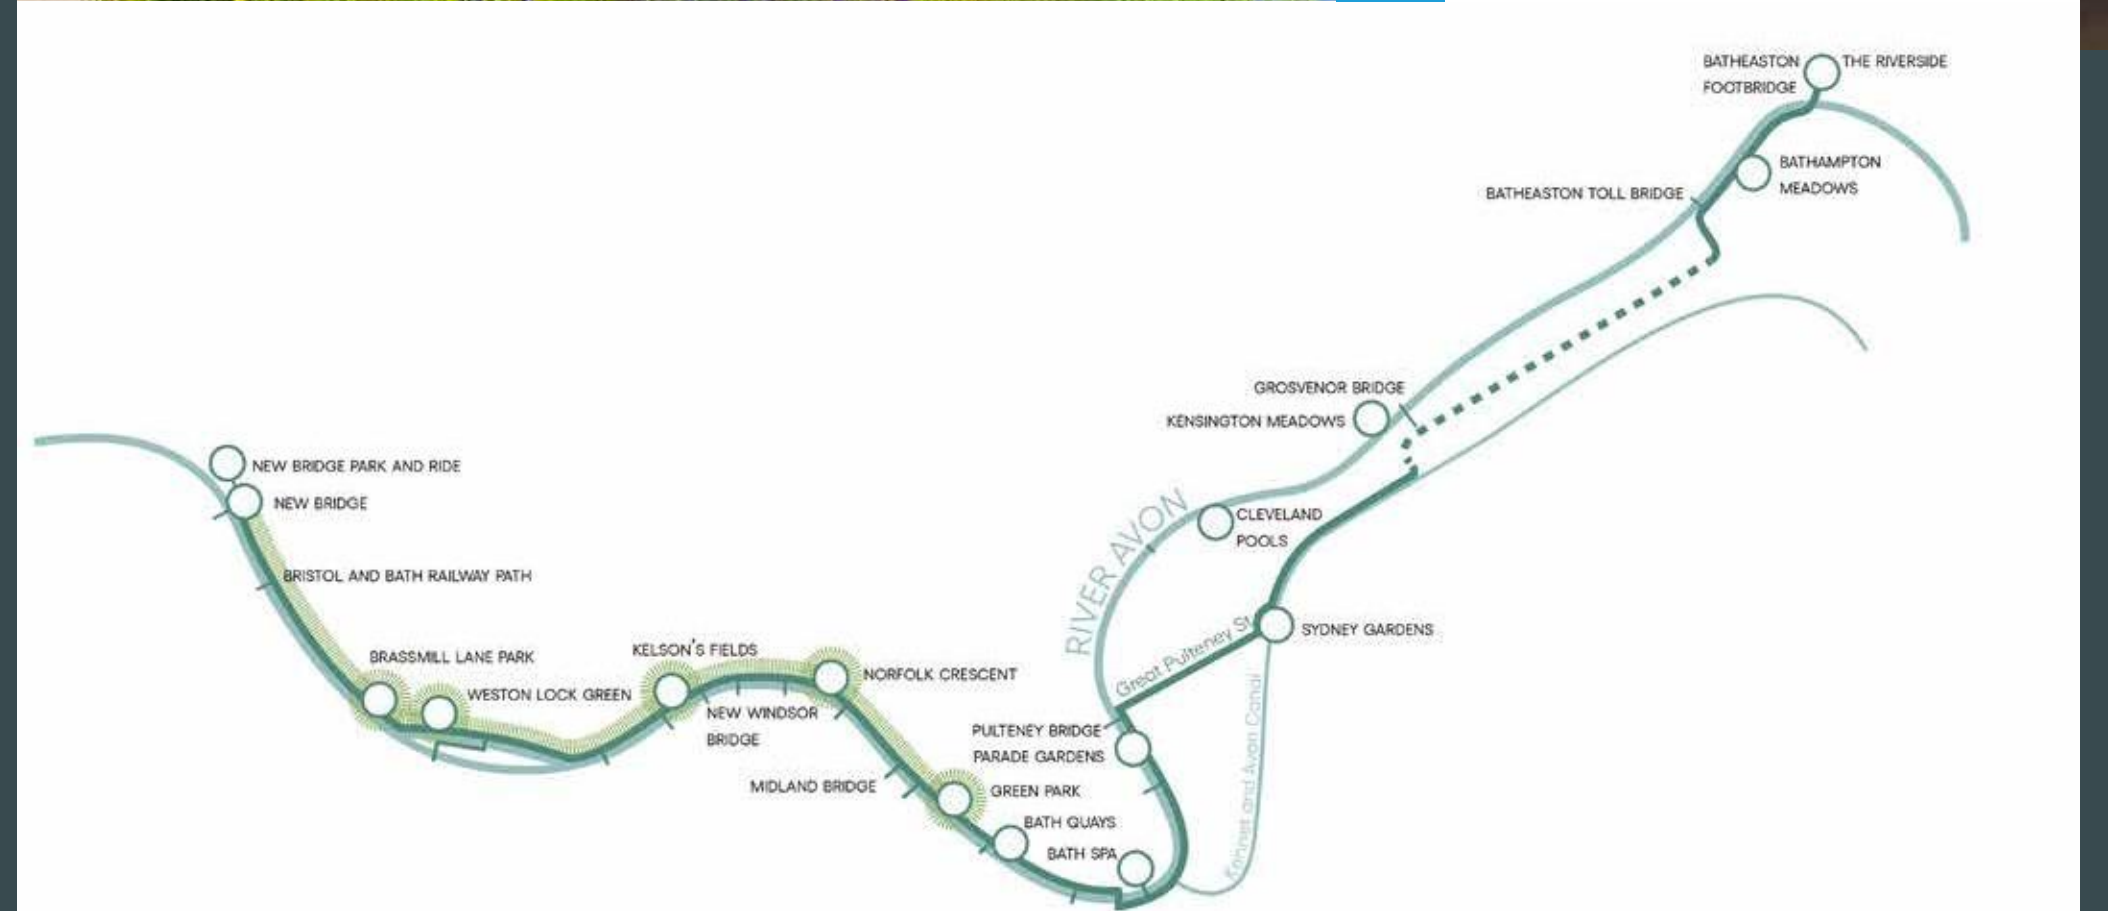 BATHEASTON
FOOTBRIDGE
THE RIVERSIDE
BATHAMPTON
MEADOWS
BATHEASTON TOLL BRIDGE
GROSVENOR BRIDGE
KENSINGTON MEADOWS
NEW BRIDGE PARK AND RIDE
NEW BRIDGE
RIVER AVON
CLEVELAND
POOLS
BRISTOL AND BATH RAILWAY PATH
Great Pulteney St
SYDNEY GARDENS
BRASSMILL LANE PARK
KELSON'S FIELDS
WESTON LOCK GREEN
NORFOLK CRESCENT
NEW WINDSOR
BRIDGE
PULTENEY BRIDGE
PARADE GARDENS
Kennet and Avon Canal
MIDLAND BRIDGE
GREEN PARK
BATH QUAYS
BATH SPA